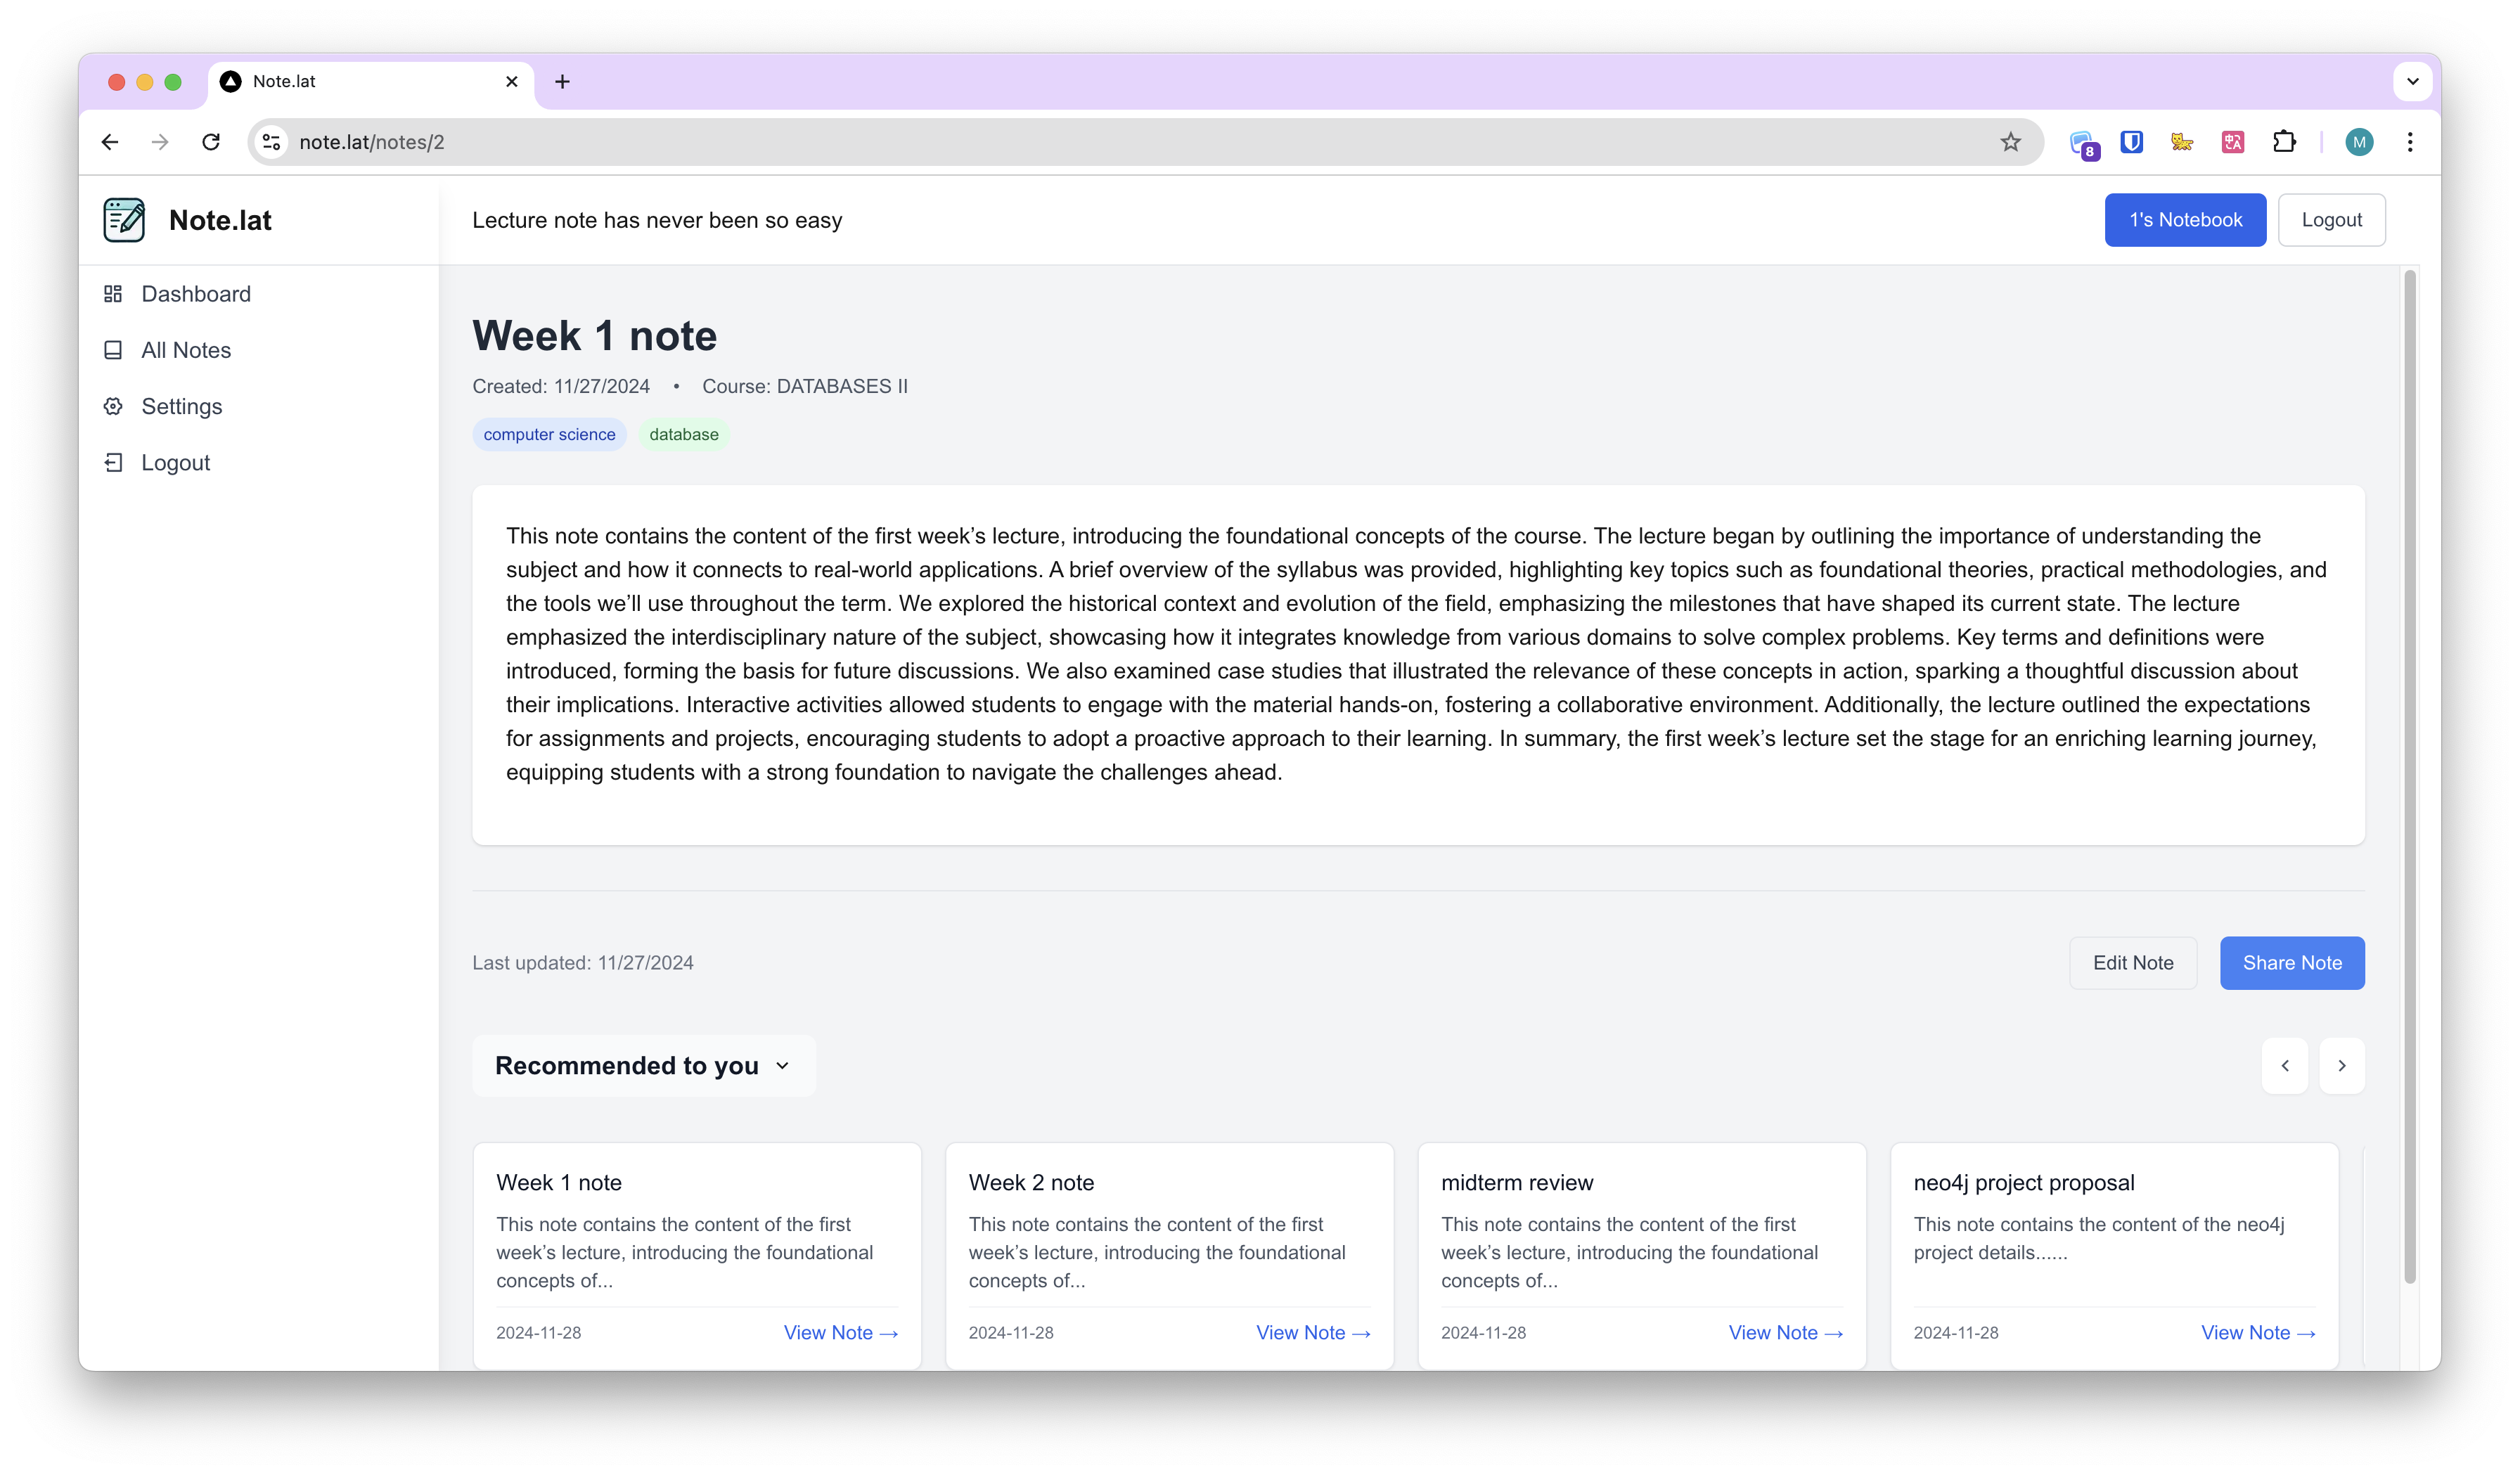 Note.lat
note.lat/notes/2
8
M
Note.lat
Lecture note has never been so easy
1's Notebook
Logout
Dashboard
All Notes
Settings
Logout
Week 1 note
Created: 11/27/2024 • Course: DATABASES II
computer science
database
This note contains the content of the first week’s lecture, introducing the foundational concepts of the course. The lecture began by outlining the importance of understanding the
subject and how it connects to real-world applications. A brief overview of the syllabus was provided, highlighting key topics such as foundational theories, practical methodologies, and
the tools we’ll use throughout the term. We explored the historical context and evolution of the field, emphasizing the milestones that have shaped its current state. The lecture
emphasized the interdisciplinary nature of the subject, showcasing how it integrates knowledge from various domains to solve complex problems. Key terms and definitions were
introduced, forming the basis for future discussions. We also examined case studies that illustrated the relevance of these concepts in action, sparking a thoughtful discussion about
their implications. Interactive activities allowed students to engage with the material hands-on, fostering a collaborative environment. Additionally, the lecture outlined the expectations
for assignments and projects, encouraging students to adopt a proactive approach to their learning. In summary, the first week’s lecture set the stage for an enriching learning journey,
equipping students with a strong foundation to navigate the challenges ahead.
Last updated: 11/27/2024
Edit Note
Share Note
Recommended to you
Week 1 note
This note contains the content of the first
week’s lecture, introducing the foundational
concepts of...
2024-11-28
View Note →
Week 2 note
This note contains the content of the first
week’s lecture, introducing the foundational
concepts of...
2024-11-28
View Note →
midterm review
This note contains the content of the first
week’s lecture, introducing the foundational
concepts of...
2024-11-28
View Note →
neo4j project proposal
This note contains the content of the neo4j
project details......
2024-11-28
View Note →